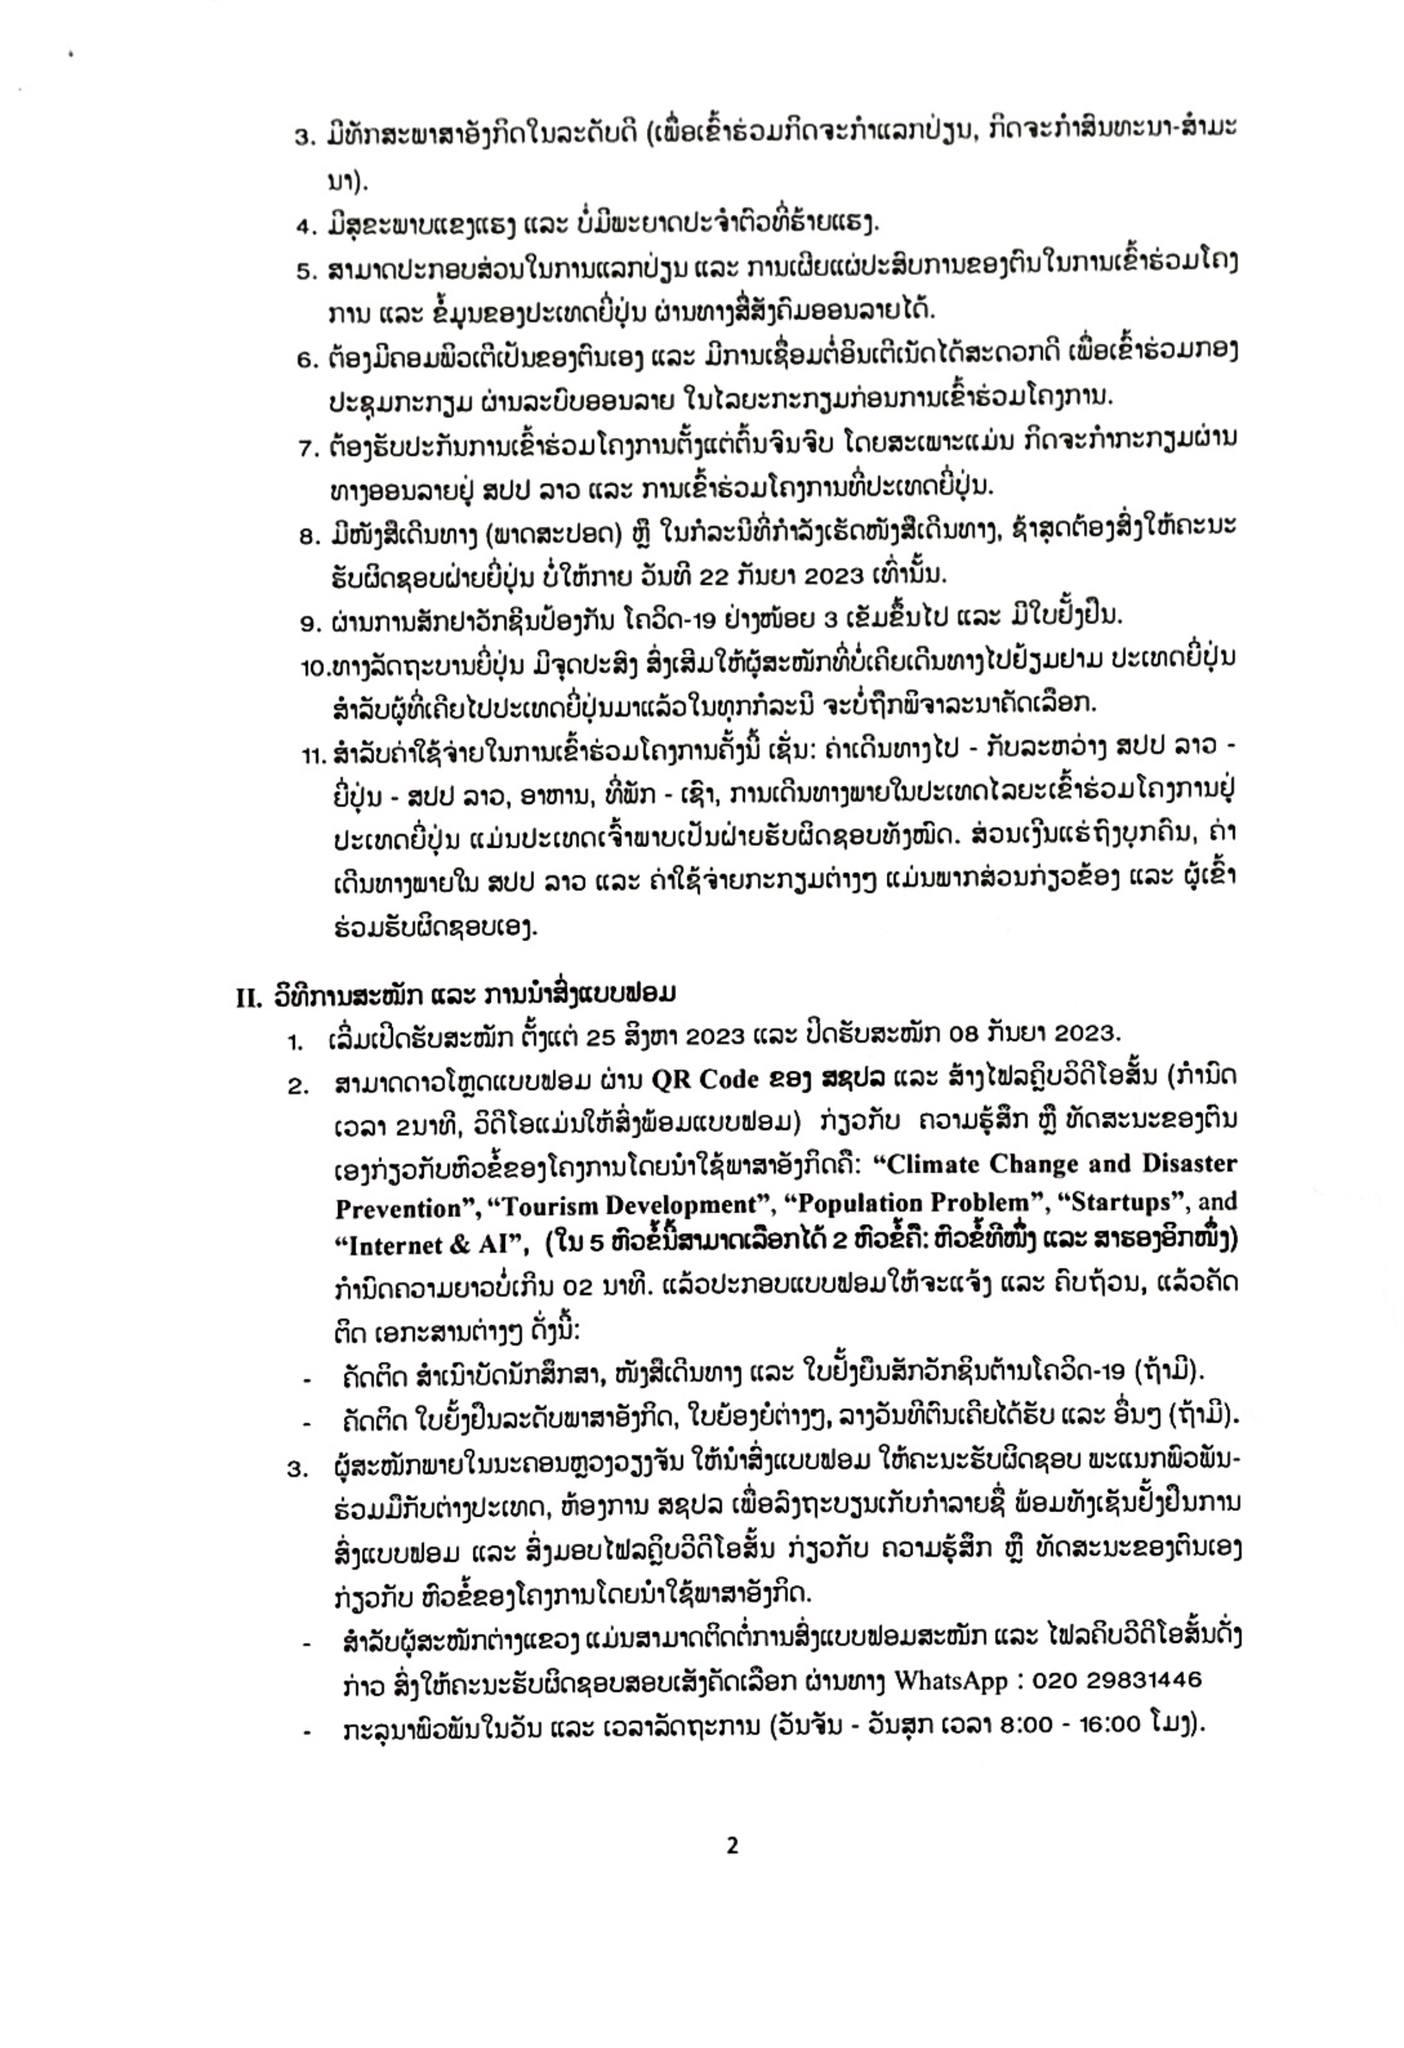 3. ມີທັກສະພາສາອັງກິດໃນລະດັບດີ (ເພື່ອເຂົ້າຮ່ວມກິດຈະກຳແລກປ່ຽນ, ກິດຈະກຳສົນທະນາ-ສຳມະ
ນາ).
4. ມີສຸຂະພາບແຂງແຮງ ແລະ ບໍ່ມີພະຍາດປະຈຳຕົວທີ່ຮ້າຍແຮງ.
5. ສາມາດປະກອບສ່ວນໃນການແລກປ່ຽນ ແລະ ການເຜີຍແຜ່ປະສົບການຂອງຕົນໃນການເຂົ້າຮ່ວມໂຄງ
ການ ແລະ ຂໍ້ມູນຂອງປະເທດຍີ່ປຸ່ນ ຜ່ານທາງສື່ສັງຄົມອອນລາຍໄດ້.
6. ຕ້ອງມີຄອມພິວເຕີເປັນຂອງຕົນເອງ ແລະ ມີການເຊື່ອມຕໍ່ອິນເຕີເນັດໄດ້ສະດວກດີ ເພື່ອເຂົ້າຮ່ວມກອງ
ປະຊຸມກະກຽມ ຜ່ານລະບົບອອນລາຍ ໃນໄລຍະກະກຽມກ່ອນການເຂົ້າຮ່ວມໂຄງການ.
7. ຕ້ອງຮັບປະກັນການເຂົ້າຮ່ວມໂຄງການຕັ້ງແຕ່ຕົ້ນຈົນຈົບ ໂດຍສະເພາະແມ່ນ ກິດຈະກຳກະກຽມຜ່ານ
ທາງອອນລາຍຢູ່ ສປປ ລາວ ແລະ ການເຂົ້າຮ່ວມໂຄງການທີ່ປະເທດຍີ່ປຸ່ນ.
8. ມີໜັງສືເດີນທາງ (ພາດສະປອດ) ຫຼື ໃນກໍລະນີທີ່ກຳລັງເຮັດໜັງສືເດີນທາງ, ຊ້າສຸດຕ້ອງສົ່ງໃຫ້ຄະນະ
ຮັບຜິດຊອບຝ່າຍຍີ່ປຸ່ນ ບໍ່ໃຫ້ກາຍ ວັນທີ 22 ກັນຍາ 2023 ເທົ່ານັ້ນ.
9. ຜ່ານການສັກຢາວັກຊິນປ້ອງກັນ ໂຄວິດ-19 ຢ່າງໜ້ອຍ 3 ເຂັມຂຶ້ນໄປ ແລະ ມີໃບຢັ້ງຢືນ.
10.ທາງລັດຖະບານຍີ່ປຸ່ນ ມີຈຸດປະສົງ ສົ່ງເສີມໃຫ້ຜູ້ສະໝັກທີ່ບໍ່ເຄີຍເດີນທາງໄປຢ້ຽມຢາມ ປະເທດຍີ່ປຸ່ນ
ສຳລັບຜູ້ທີ່ເຄີຍໄປປະເທດຍີ່ປຸ່ນມາແລ້ວໃນທຸກກໍລະນີ ຈະບໍ່ຖືກພິຈາລະນາຄັດເລືອກ.
11. ສຳລັບຄ່າໃຊ້ຈ່າຍໃນການເຂົ້າຮ່ວມໂຄງການຄັ້ງນີ້ ເຊັ່ນ: ຄ່າເດີນທາງໄປ - ກັບລະຫວ່າງ ສປປ ລາວ -
ຍີ່ປຸ່ນ - ສປປ ລາວ, ອາຫານ, ທີ່ພັກ - ເຊົາ, ການເດີນທາງພາຍໃນປະເທດໄລຍະເຂົ້າຮ່ວມໂຄງການຢູ່
ປະເທດຍີ່ປຸ່ນ ແມ່ນປະເທດເຈົ້າພາບເປັນຝ່າຍຮັບຜິດຊອບທັງໝົດ. ສ່ວນເງິນແຮ່ຖົງບຸກຄົນ, ຄ່າ
ເດີນທາງພາຍໃນ ສປປ ລາວ ແລະ ຄ່າໃຊ້ຈ່າຍກະກຽມຕ່າງໆ ແມ່ນພາກສ່ວນກ່ຽວຂ້ອງ ແລະ ຜູ້ເຂົ້າ
ຮ່ວມຮັບຜິດຊອບເອງ.
II. ວິທີການສະໝັກ ແລະ ການນຳສົ່ງແບບຟອມ
1. ເລີ່ມເປີດຮັບສະໝັກ ຕັ້ງແຕ່ 25 ສິງຫາ 2023 ແລະ ປິດຮັບສະໝັກ 08 ກັນຍາ 2023.
2. ສາມາດດາວໂຫຼດແບບຟອມ ຜ່ານ QR Code ຂອງ ສຊປລ ແລະ ສ້າງໄຟລຄຼິບວິດີໂອສັ້ນ (ກຳນົດ
ເວລາ 2ນາທີ, ວິດີໂອແມ່ນໃຫ້ສົ່ງພ້ອມແບບຟອມ) ກ່ຽວກັບ ຄວາມຮູ້ສຶກ ຫຼື ທັດສະນະຂອງຕົນ
ເອງກ່ຽວກັບຫົວຂໍ້ຂອງໂຄງການໂດຍນຳໃຊ້ພາສາອັງກິດຄື: “Climate Change and Disaster
Prevention”, “Tourism Development”, “Population Problem”, “Startups”, and
“Internet & AI”, (ໃນ 5 ຫົວຂໍ້ນີ້ສາມາດເລືອກໄດ້ 2 ຫົວຂໍ້ຄື: ຫົວຂໍ້ທີໜຶ່ງ ແລະ ສາຮອງອີກໜຶ່ງ)
ກຳນົດຄວາມຍາວບໍ່ເກີນ 02 ນາທີ. ແລ້ວປະກອບແບບຟອມໃຫ້ຈະແຈ້ງ ແລະ ຄົບຖ້ວນ, ແລ້ວຄັດ
ຕິດ ເອກະສານຕ່າງໆ ດັ່ງນີ້:
- ຄັດຕິດ ສຳເນົາບັດນັກສຶກສາ, ໜັງສືເດີນທາງ ແລະ ໃບຢັ້ງຍືນສັກວັກຊິນຕ້ານໂຄວິດ-19 (ຖ້າມີ).
- ຄັດຕິດ ໃບຍັ້ງຢືນລະດັບພາສາອັງກິດ, ໃບຍ້ອງຍໍຕ່າງໆ, ລາງວັນທີຕົນເຄີຍໄດ້ຮັບ ແລະ ອື່ນໆ (ຖ້າມີ).
3. ຜູ້ສະໝັກພາຍໃນນະຄອນຫຼວງວຽງຈັນ ໃຫ້ນຳສົ່ງແບບຟອມ ໃຫ້ຄະນະຮັບຜິດຊອບ ພະແນກພົວພັນ-
ຮ່ວມມືກັບຕ່າງປະເທດ, ຫ້ອງການ ສຊປລ ເພື່ອລົງຖະບຽນເກັບກຳລາຍຊື່ ພ້ອມທັງເຊັນຢັ້ງຢືນການ
ສົ່ງແບບຟອມ ແລະ ສົ່ງມອບໄຟລຄຼິບວິດີໂອສັ້ນ ກ່ຽວກັບ ຄວາມຮູ້ສຶກ ຫຼື ທັດສະນະຂອງຕົນເອງ
ກ່ຽວກັບ ຫົວຂໍ້ຂອງໂຄງການໂດຍນຳໃຊ້ພາສາອັງກິດ.
- ສຳລັບຜູ້ສະໝັກຕ່າງແຂວງ ແມ່ນສາມາດຕິດຕໍ່ການສົ່ງແບບຟອມສະໝັກ ແລະ ໄຟລຄິບວິດີໂອສັ້ນດັ່ງ
ກ່າວ ສົ່ງໃຫ້ຄະນະຮັບຜິດຊອບສອບເສັງຄັດເລືອກ ຜ່ານທາງ WhatsApp : 020 29831446
- ກະລຸນາພົວພັນໃນວັນ ແລະ ເວລາລັດຖະການ (ວັນຈັນ - ວັນສຸກ ເວລາ 8:00 - 16:00 ໂມງ).
2